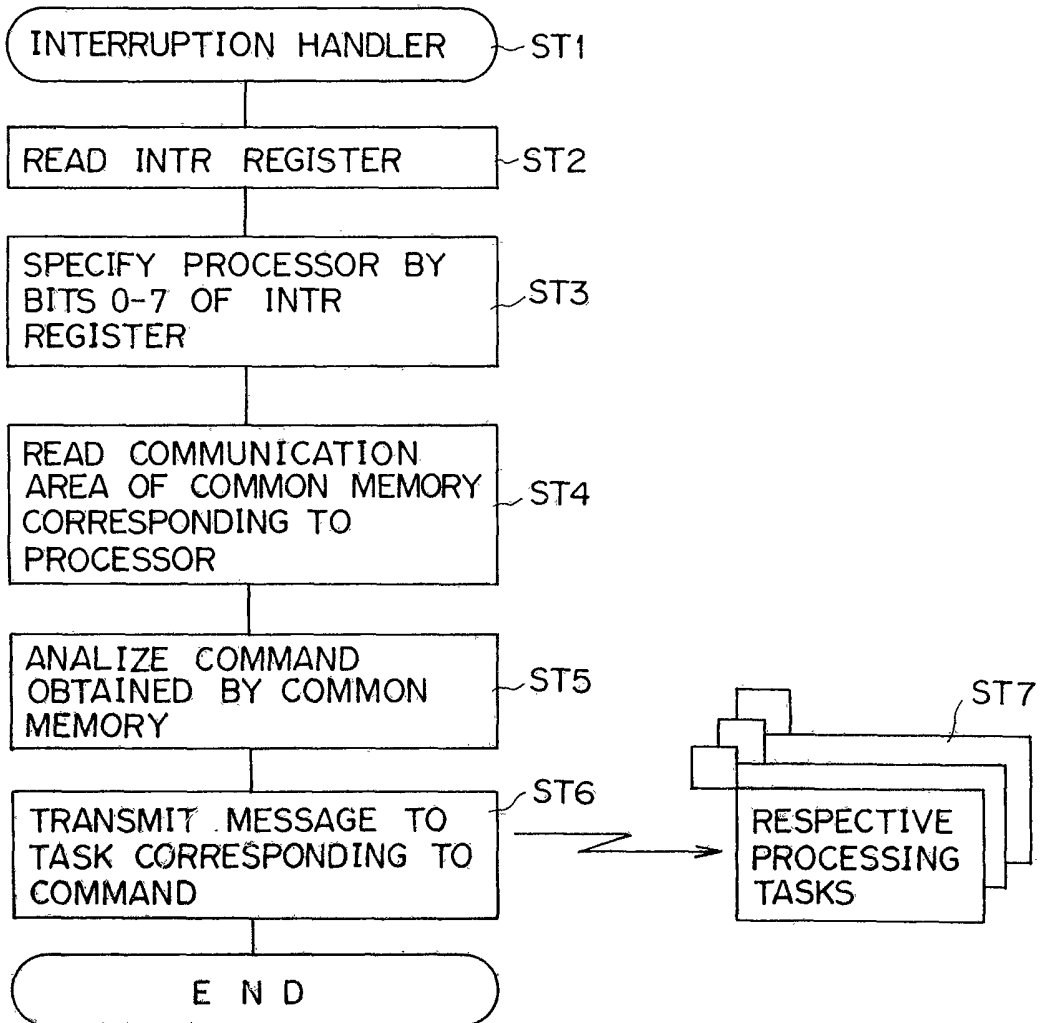 INTERRUPTION HANDLER
ST1
READ INTR REGISTER
ST2
SPECIFY PROCESSOR BY
BITS 0-7 OF INTR
REGISTER
ST3
READ COMMUNICATION
AREA OF COMMON MEMORY
CORRESPONDING TO
PROCESSOR
ST4
ANALIZE COMMAND
OBTAINED BY COMMON
MEMORY
ST5
TRANSMIT MESSAGE TO
TASK CORRESPONDING TO
COMMAND
ST6
ST7
RESPECTIVE
PROCESSING
TASKS
END